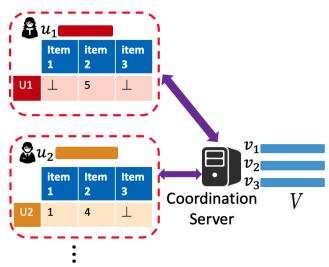 u₁
Item 1 item 2 Item 3
U1 ⊥ 5 ⊥
u₂
item 1 Item 2 Item 3
U2 1 4 ⊥
⋮
Coordination
Server
v₁
v₂
v₃
V